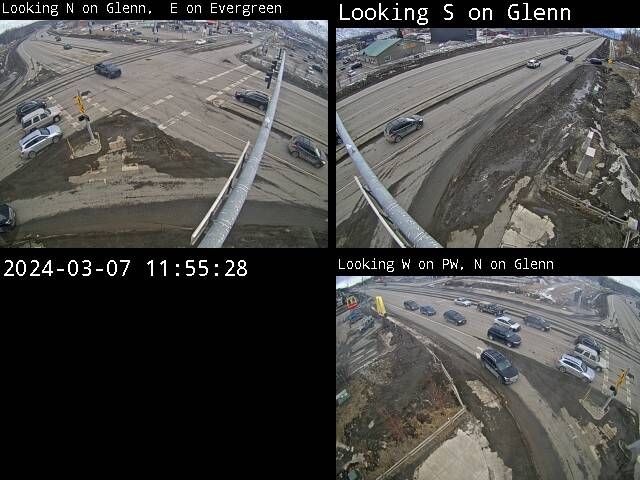 Looking N on Glenn, E on Evergreen
Looking S on Glenn
2024-03-07 11:55:28
Looking W on PW, N on Glenn